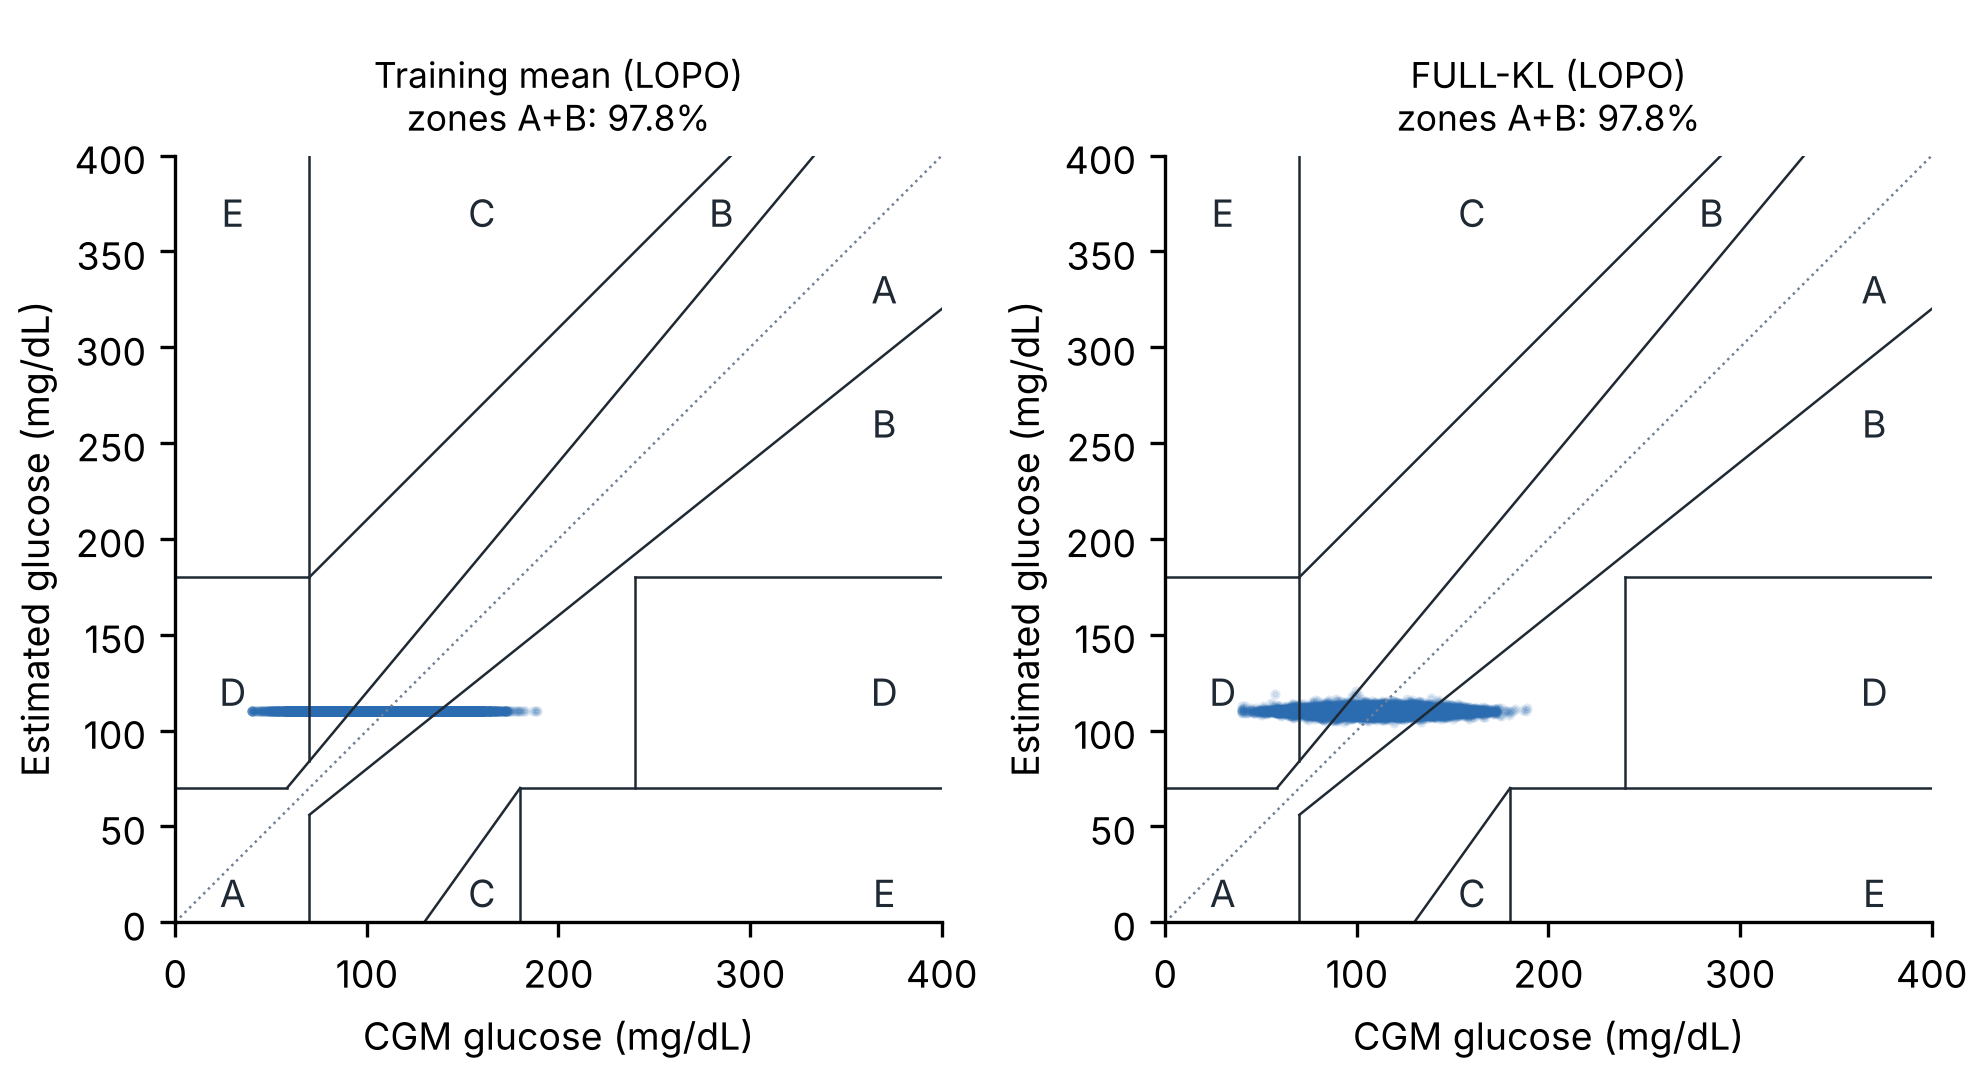 Training mean (LOPO)
zones A+B: 97.8%
400
350
300
250
200
150
100
50
0
Estimated glucose (mg/dL)
E
C
B
A
B
D
D
A
C
E
0
100
200
300
400
CGM glucose (mg/dL)
FULL-KL (LOPO)
zones A+B: 97.8%
400
350
300
250
200
150
100
50
0
Estimated glucose (mg/dL)
E
C
B
A
B
D
D
A
C
E
0
100
200
300
400
CGM glucose (mg/dL)